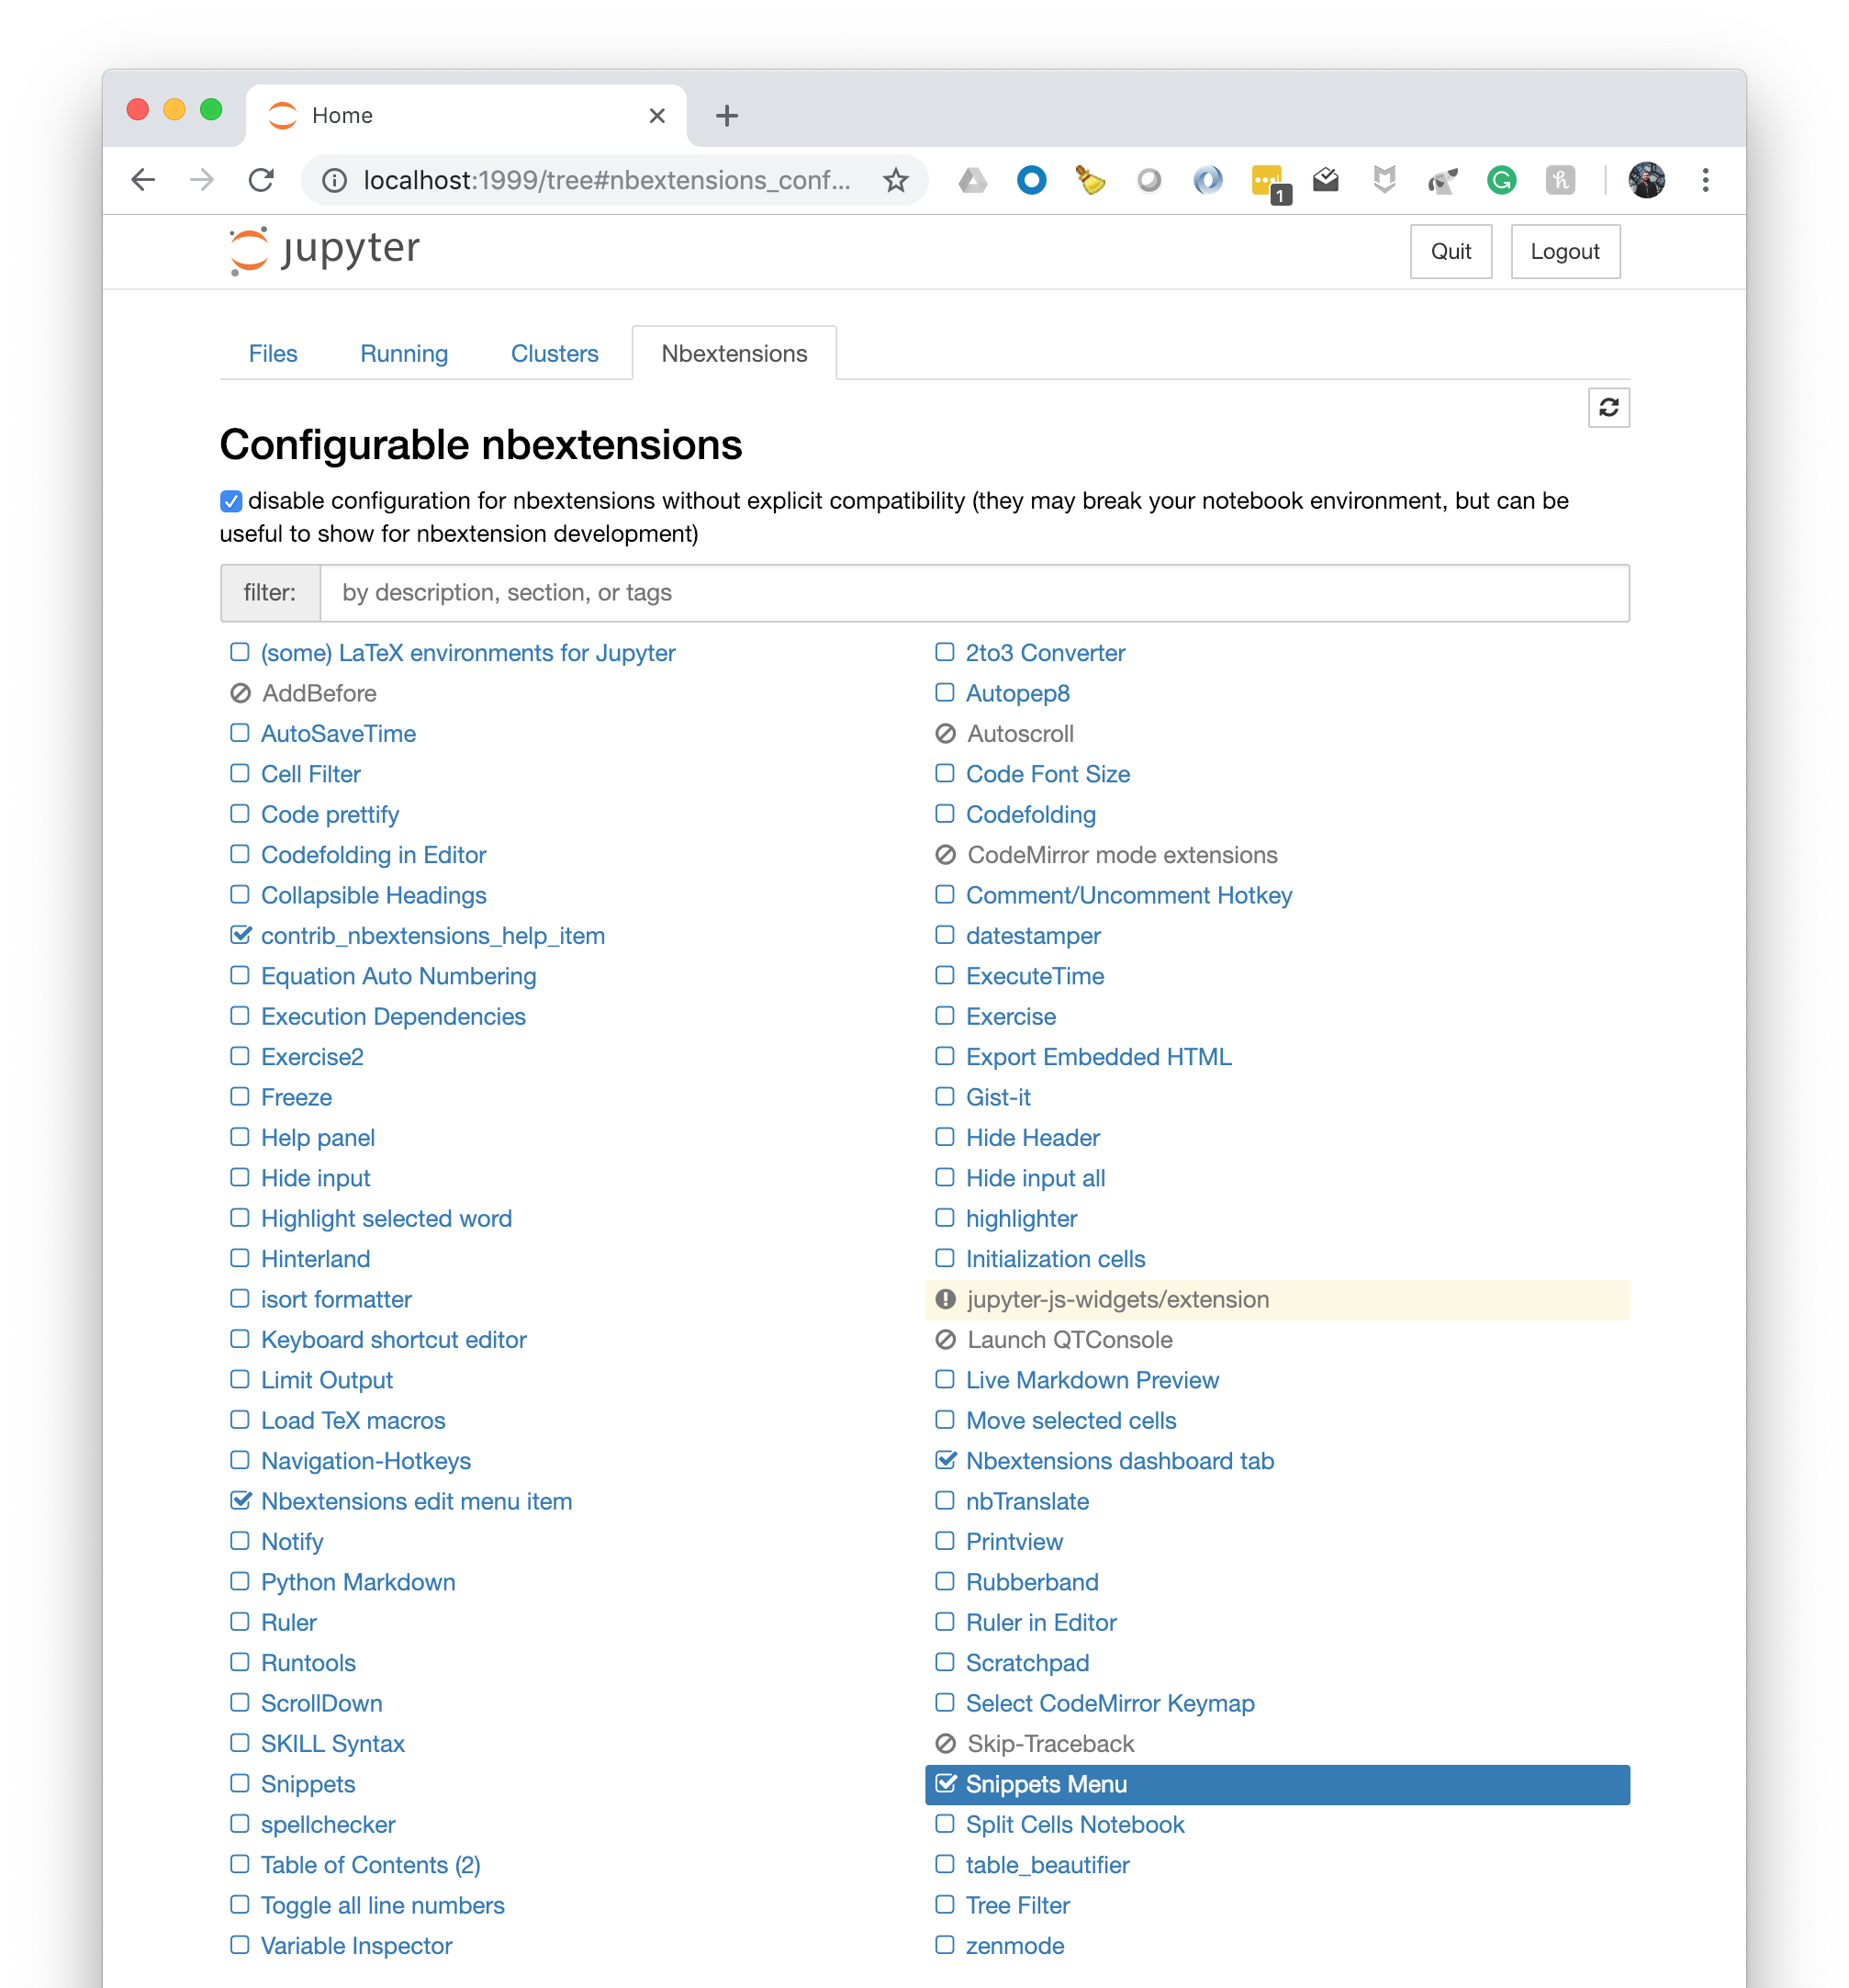 Home
localhost:1999/tree#nbextensions_conf...
1
jupyter
Quit
Logout
Files
Running
Clusters
Nbextensions
Configurable nbextensions
disable configuration for nbextensions without explicit compatibility (they may break your notebook environment, but can be
useful to show for nbextension development)
filter:
by description, section, or tags
(some) LaTeX environments for Jupyter
2to3 Converter
AddBefore
Autopep8
AutoSaveTime
Autoscroll
Cell Filter
Code Font Size
Code prettify
Codefolding
Codefolding in Editor
CodeMirror mode extensions
Collapsible Headings
Comment/Uncomment Hotkey
contrib_nbextensions_help_item
datestamper
Equation Auto Numbering
ExecuteTime
Execution Dependencies
Exercise
Exercise2
Export Embedded HTML
Freeze
Gist-it
Help panel
Hide Header
Hide input
Hide input all
Highlight selected word
highlighter
Hinterland
Initialization cells
isort formatter
jupyter-js-widgets/extension
Keyboard shortcut editor
Launch QTConsole
Limit Output
Live Markdown Preview
Load TeX macros
Move selected cells
Navigation-Hotkeys
Nbextensions dashboard tab
Nbextensions edit menu item
nbTranslate
Notify
Printview
Python Markdown
Rubberband
Ruler
Ruler in Editor
Runtools
Scratchpad
ScrollDown
Select CodeMirror Keymap
SKILL Syntax
Skip-Traceback
Snippets
Snippets Menu
spellchecker
Split Cells Notebook
Table of Contents (2)
table_beautifier
Toggle all line numbers
Tree Filter
Variable Inspector
zenmode